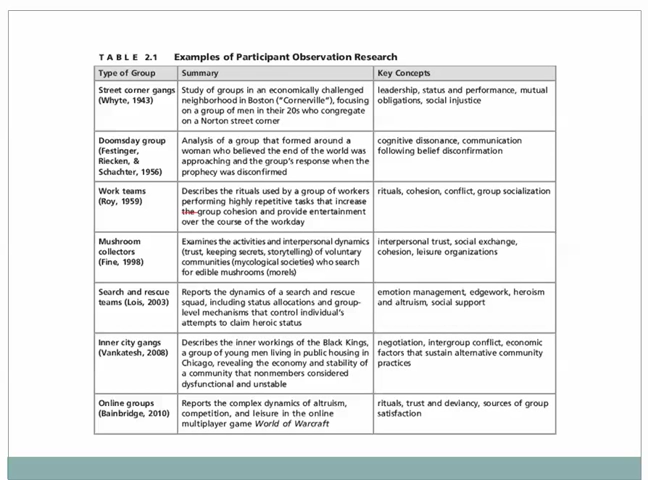 TABLE 2.1 Examples of Participant Observation Research
Type of Group Summary Key Concepts
Street corner gangs (Whyte, 1943)
Study of groups in an economically challenged
neighborhood in Boston ("Cornerville"), focusing
on a group of men in their 20s who congregate
on a Norton street corner
leadership, status and performance, mutual
obligations, social injustice
Doomsday group
(Festinger,
Riecken, &
Schachter, 1956)
Analysis of a group that formed around a
woman who believed the end of the world was
approaching and the group's response when the
prophecy was disconfirmed
cognitive dissonance, communication
following belief disconfirmation
Work teams
(Roy, 1959)
Describes the rituals used by a group of workers
performing highly repetitive tasks that increase
the group cohesion and provide entertainment
over the course of the workday
rituals, cohesion, conflict, group socialization
Mushroom
collectors
(Fine, 1998)
Examines the activities and interpersonal dynamics
(trust, keeping secrets, storytelling) of voluntary
communities (mycological societies) who search
for edible mushrooms (morels)
interpersonal trust, social exchange,
cohesion, leisure organizations
Search and rescue
teams (Lois, 2003)
Reports the dynamics of a search and rescue
squad, including status allocations and group-
level mechanisms that control individual's
attempts to claim heroic status
emotion management, edgework, heroism
and altruism, social support
Inner city gangs
(Vankatesh, 2008)
Describes the inner workings of the Black Kings,
a group of young men living in public housing in
Chicago, revealing the economy and stability of
a community that nonmembers considered
dysfunctional and unstable
negotiation, intergroup conflict, economic
factors that sustain alternative community
practices
Online groups
(Bainbridge, 2010)
Reports the complex dynamics of altruism,
competition, and leisure in the online
multiplayer game World of Warcraft
rituals, trust and deviancy, sources of group
satisfaction